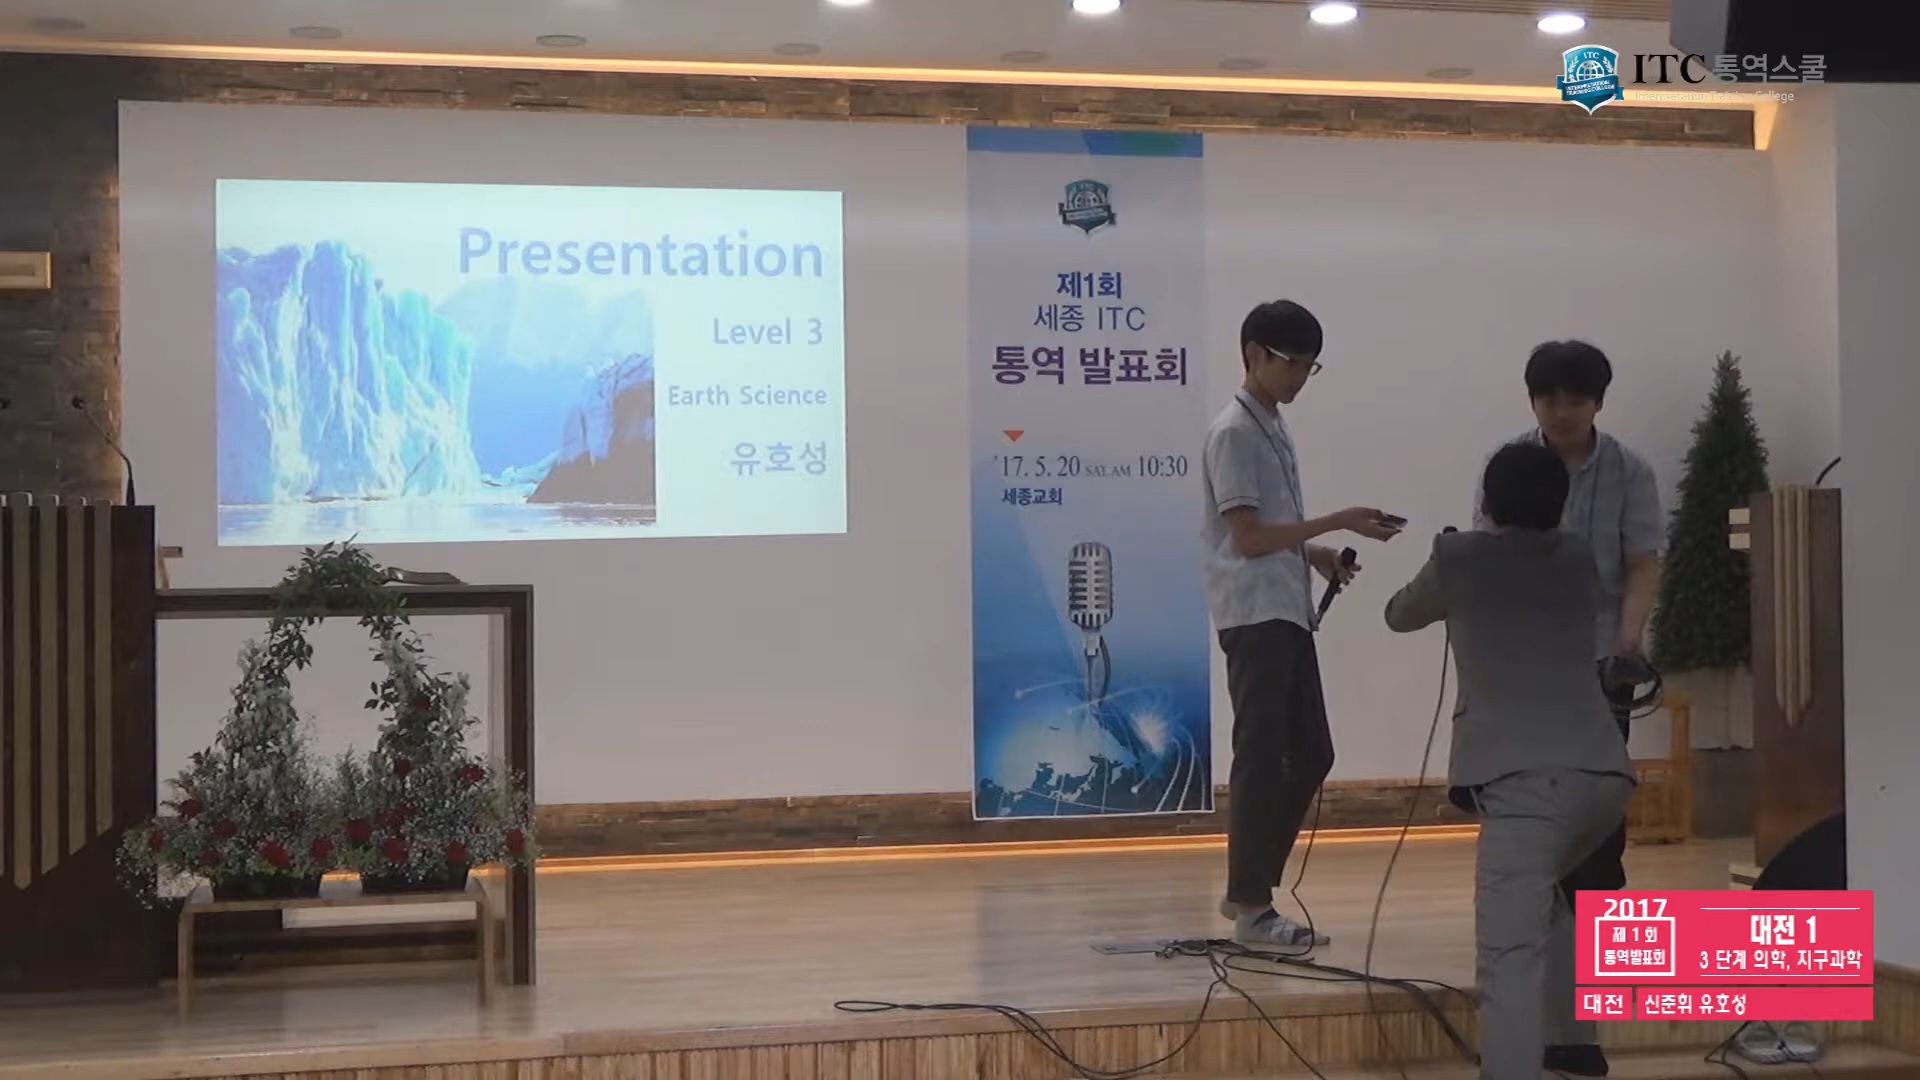 ITC 통역스쿨
Presentation
Level 3
Earth Science
유호성
제1회
세종 ITC
통역 발표회
'17. 5. 20 SAT. AM 10:30
세종교회
2017
제 1 회
통역발표회
대전 1
3 단계 의학, 지구과학
대전 신준휘 유호성